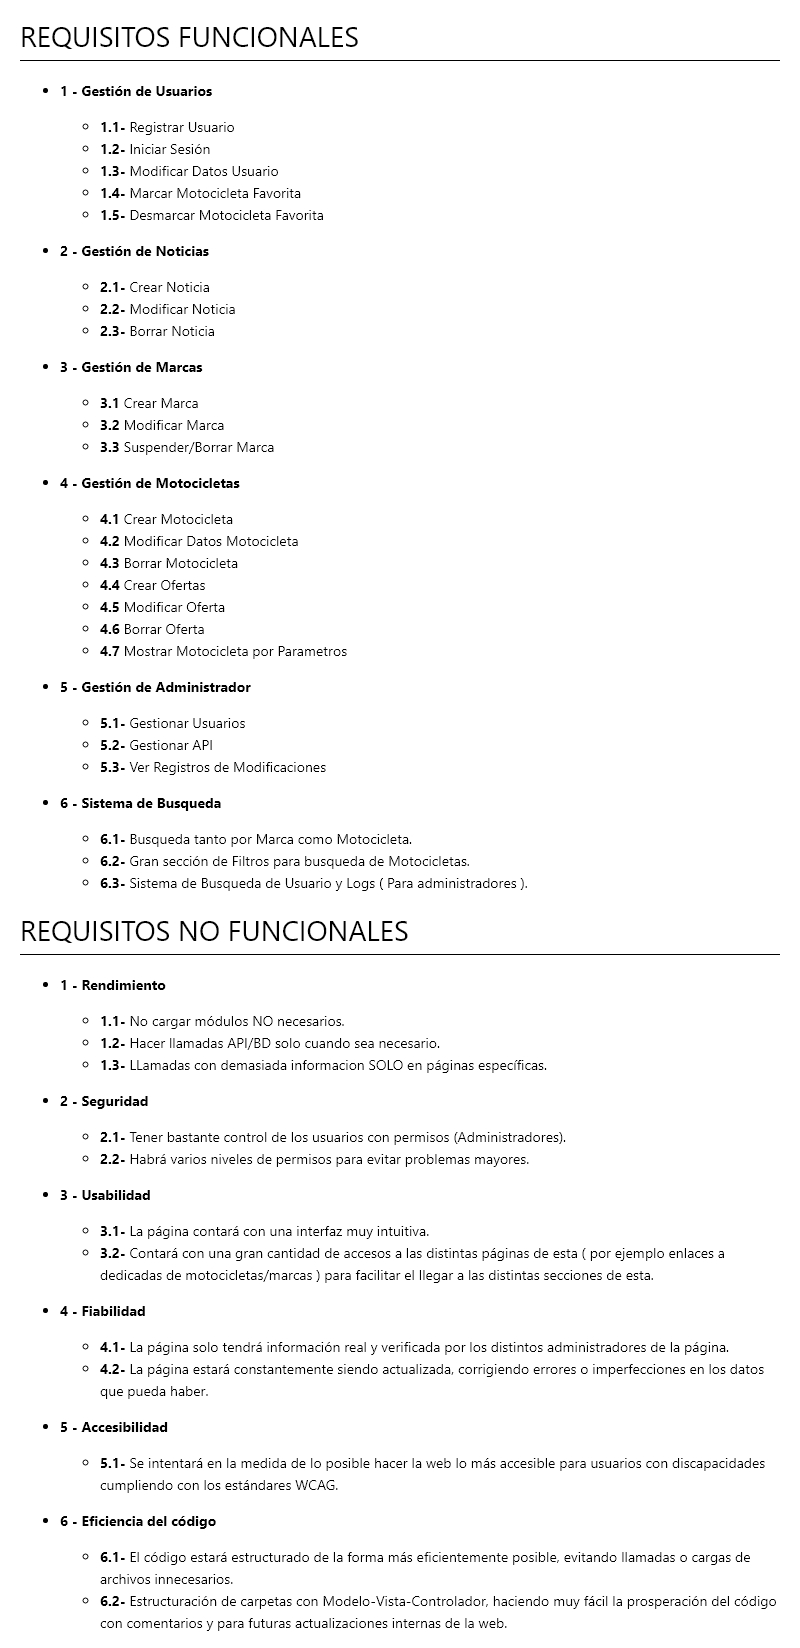 REQUISITOS FUNCIONALES
1 - Gestión de Usuarios
1.1- Registrar Usuario
1.2- Iniciar Sesión
1.3- Modificar Datos Usuario
1.4- Marcar Motocicleta Favorita
1.5- Desmarcar Motocicleta Favorita
2 - Gestión de Noticias
2.1- Crear Noticia
2.2- Modificar Noticia
2.3- Borrar Noticia
3 - Gestión de Marcas
3.1 Crear Marca
3.2 Modificar Marca
3.3 Suspender/Borrar Marca
4 - Gestión de Motocicletas
4.1 Crear Motocicleta
4.2 Modificar Datos Motocicleta
4.3 Borrar Motocicleta
4.4 Crear Ofertas
4.5 Modificar Oferta
4.6 Borrar Oferta
4.7 Mostrar Motocicleta por Parametros
5 - Gestión de Administrador
5.1- Gestionar Usuarios
5.2- Gestionar API
5.3- Ver Registros de Modificaciones
6 - Sistema de Busqueda
6.1- Busqueda tanto por Marca como Motocicleta.
6.2- Gran sección de Filtros para busqueda de Motocicletas.
6.3- Sistema de Busqueda de Usuario y Logs ( Para administradores ).
REQUISITOS NO FUNCIONALES
1 - Rendimiento
1.1- No cargar módulos NO necesarios.
1.2- Hacer llamadas API/BD solo cuando sea necesario.
1.3- LLamadas con demasiada informacion SOLO en páginas específicas.
2 - Seguridad
2.1- Tener bastante control de los usuarios con permisos (Administradores).
2.2- Habrá varios niveles de permisos para evitar problemas mayores.
3 - Usabilidad
3.1- La página contará con una interfaz muy intuitiva.
3.2- Contará con una gran cantidad de accesos a las distintas páginas de esta ( por ejemplo enlaces a
dedicadas de motocicletas/marcas ) para facilitar el llegar a las distintas secciones de esta.
4 - Fiabilidad
4.1- La página solo tendrá información real y verificada por los distintos administradores de la página.
4.2- La página estará constantemente siendo actualizada, corrigiendo errores o imperfecciones en los datos
que pueda haber.
5 - Accesibilidad
5.1- Se intentará en la medida de lo posible hacer la web lo más accesible para usuarios con discapacidades
cumpliendo con los estándares WCAG.
6 - Eficiencia del código
6.1- El código estará estructurado de la forma más eficientemente posible, evitando llamadas o cargas de
archivos innecesarios.
6.2- Estructuración de carpetas con Modelo-Vista-Controlador, haciendo muy fácil la prosperación del código
con comentarios y para futuras actualizaciones internas de la web.